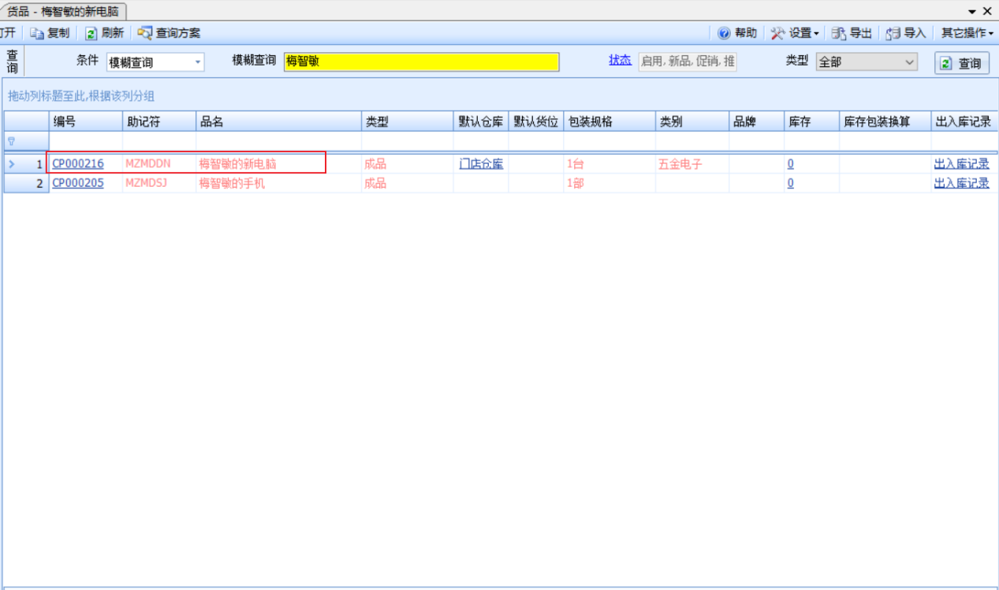 货品 - 梅智敏的新电脑
打开 复制 刷新 查询方案 帮助 设置 导出 导入 其它操作
查询 条件 模糊查询 模糊查询 梅智敏 状态 启用, 新品, 促销, 推 类型 全部 查询
拖动列标题至此,根据该列分组
编号 助记符 品名 类型 默认仓库 默认货位 包装规格 类别 品牌 库存 库存包装换算 出入库记录
1 CP000216 MZMDDN 梅智敏的新电脑 成品 门店仓库 1台 五金电子 0 出入库记录
2 CP000205 MZMDSJ 梅智敏的手机 成品 1部 0 出入库记录